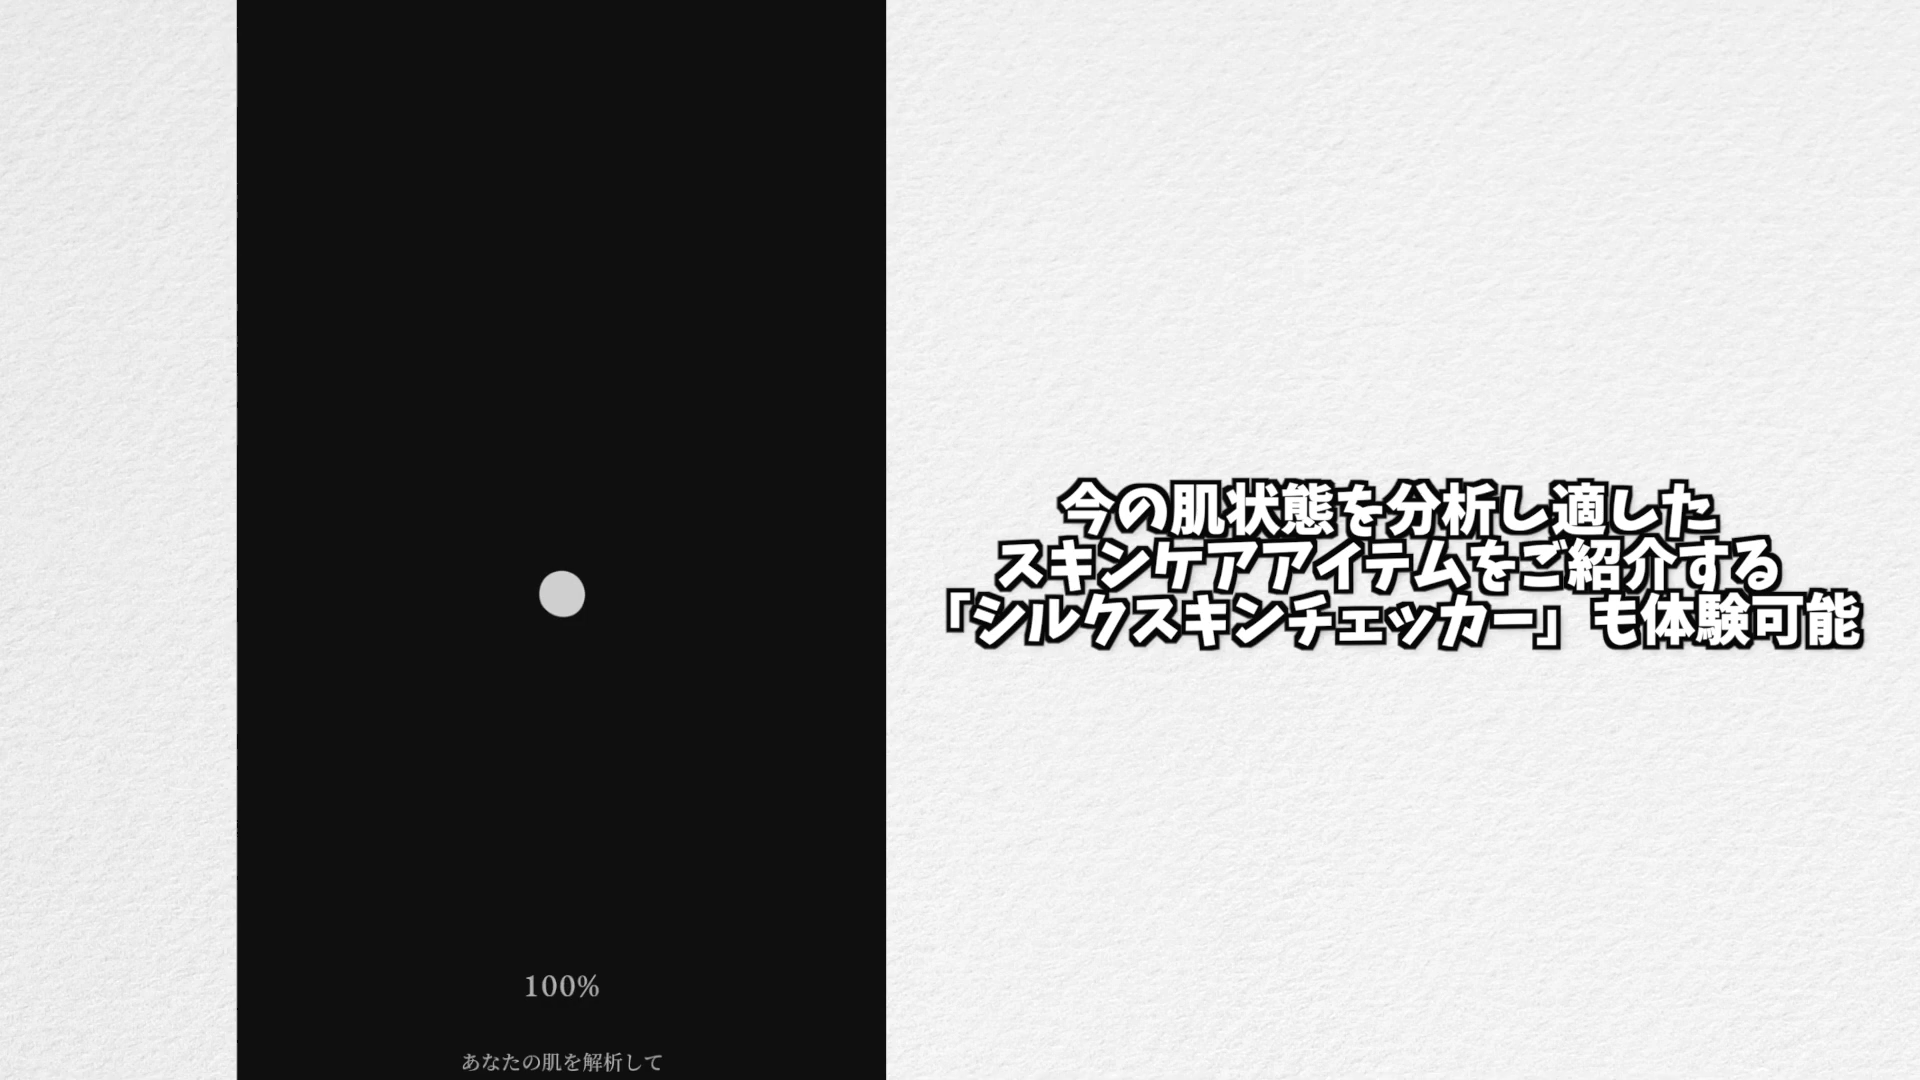 今の肌状態を分析し適した
スキンケアアイテムをご紹介する
「シルクスキンチェッカー」も体験可能
100%
あなたの肌を解析して